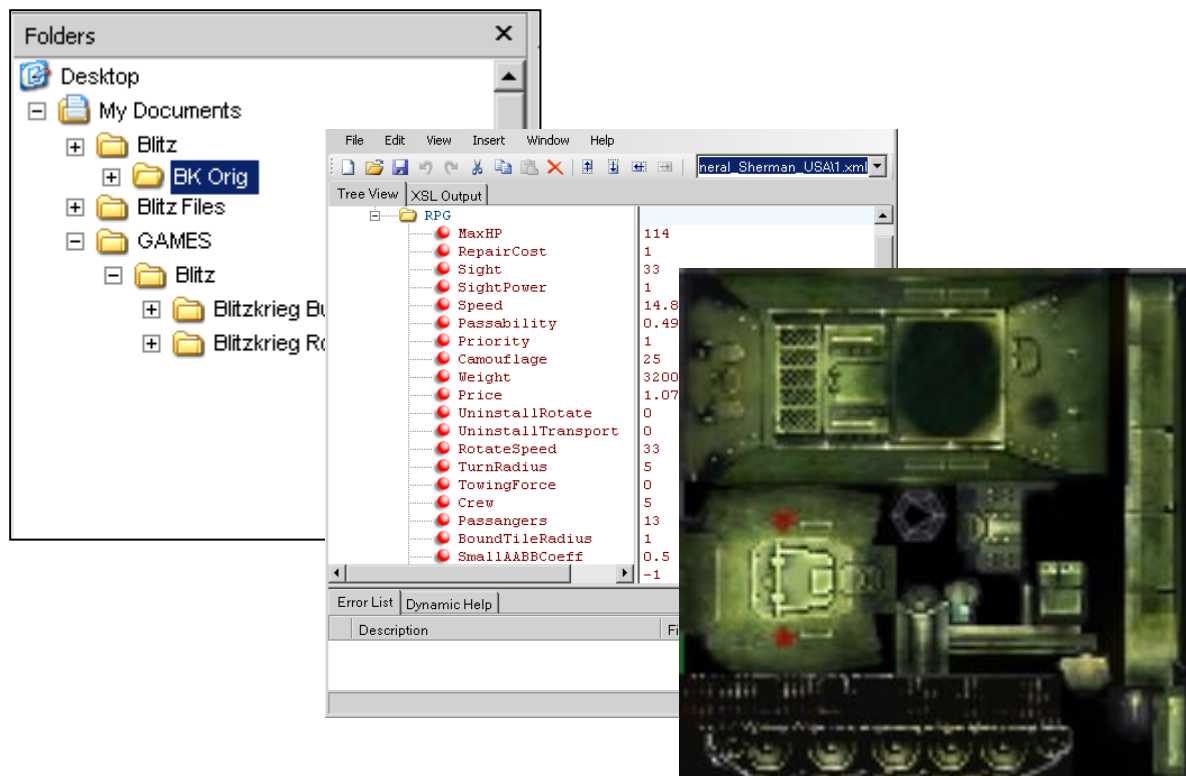 Folders
Desktop
My Documents
Blitz
BK Orig
Blitz Files
GAMES
Blitz
Blitzkrieg
Blitzkrieg
File Edit View Insert Window Help
neral_Sherman_USA\1.xml
Tree View XSL Output
RPG
MaxHP 114
RepairCost 1
Sight 33
SightPower 1
Speed 14.8
Passability 0.49
Priority 1
Camouflage 25
Weight 3200
Price 1.07
UninstallRotate 0
UninstallTransport 0
RotateSpeed 33
TurnRadius 5
TowingForce 0
Crew 5
Passangers 13
BoundTileRadius 1
SmallAABBCoeff 0.5
-1
Error List Dynamic Help
Description Fi